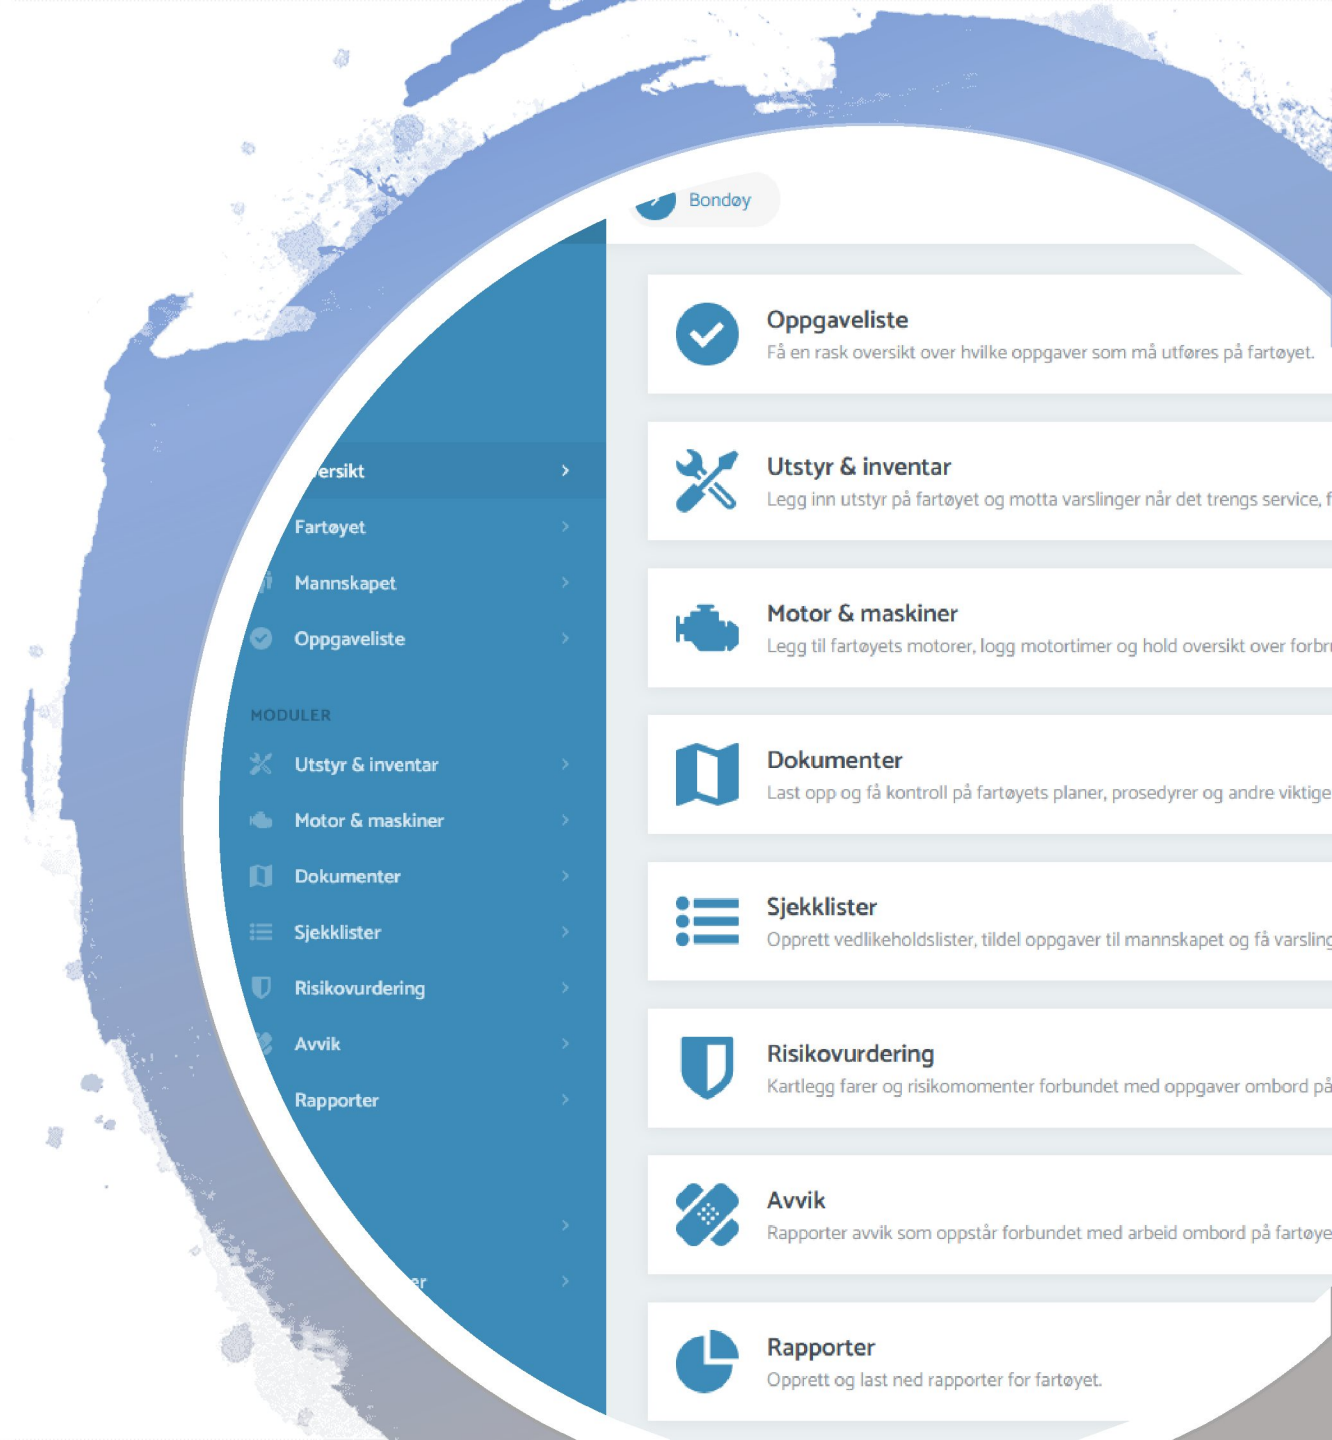 Bondøy
Fartøyet
Mannskapet
Oppgaveliste
MODULER
Utstyr & inventar
Motor & maskiner
Dokumenter
Sjekklister
Risikovurdering
Avvik
Rapporter
Oppgaveliste
Få en rask oversikt over hvilke oppgaver som må utføres på fartøyet.
Utstyr & inventar
Legg inn utstyr på fartøyet og motta varslinger når det trengs service,
Motor & maskiner
Legg til fartøyets motorer, logg motortimer og hold oversikt over
Dokumenter
Last opp og få kontroll på fartøyets planer, prosedyrer og andre viktige
Sjekklister
Opprett vedlikeholdslister, tildel oppgaver til mannskapet og få
Risikovurdering
Kartlegg farer og risikomomenter forbundet med oppgaver ombord på
Avvik
Rapporter avvik som oppstår forbundet med arbeid ombord på
Rapporter
Opprett og last ned rapporter for fartøyet.